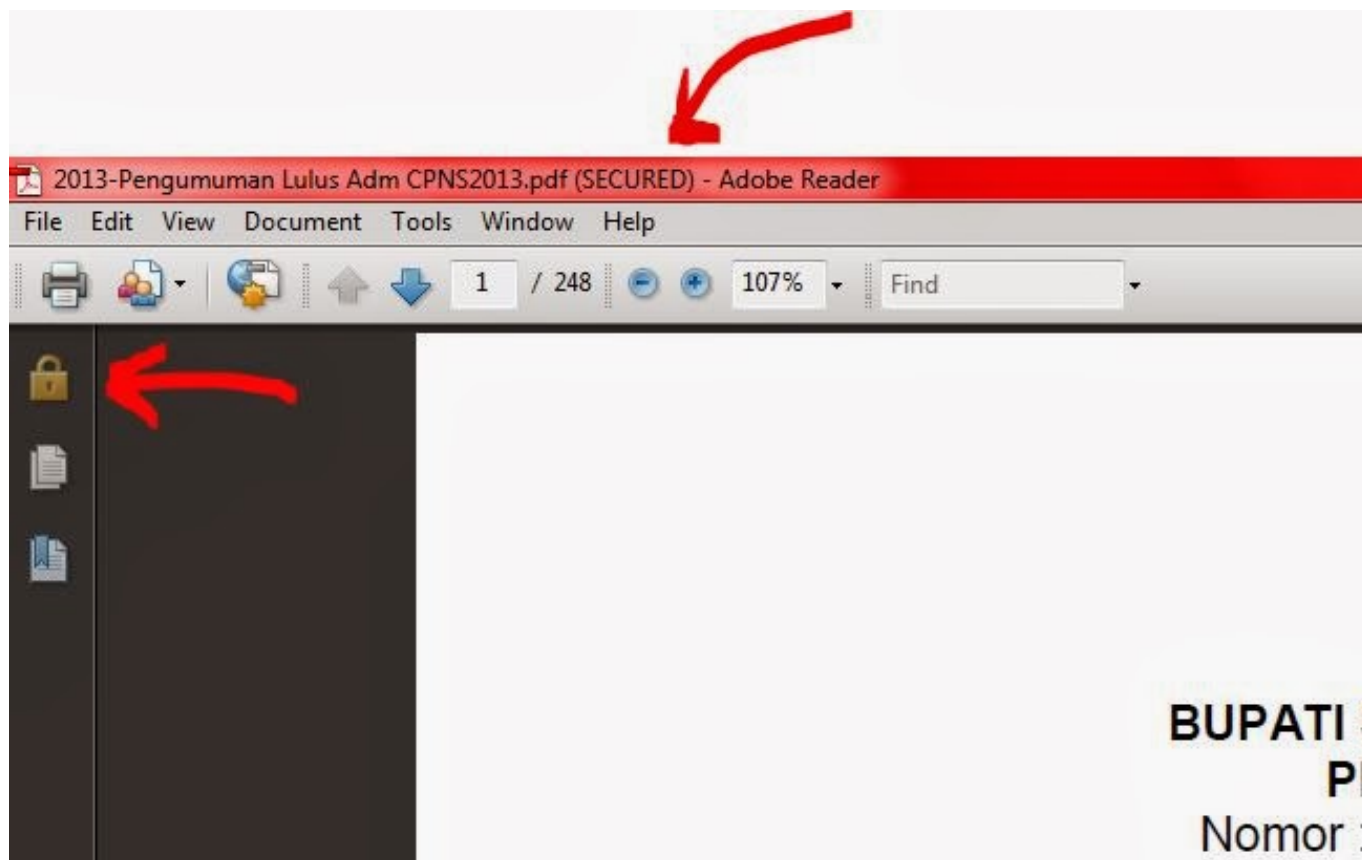 2013-Pengumuman Lulus Adm CPNS2013.pdf (SECURED) - Adobe Reader
File Edit View Document Tools Window Help
1 / 248 107% Find
BUPATI
Nomor :